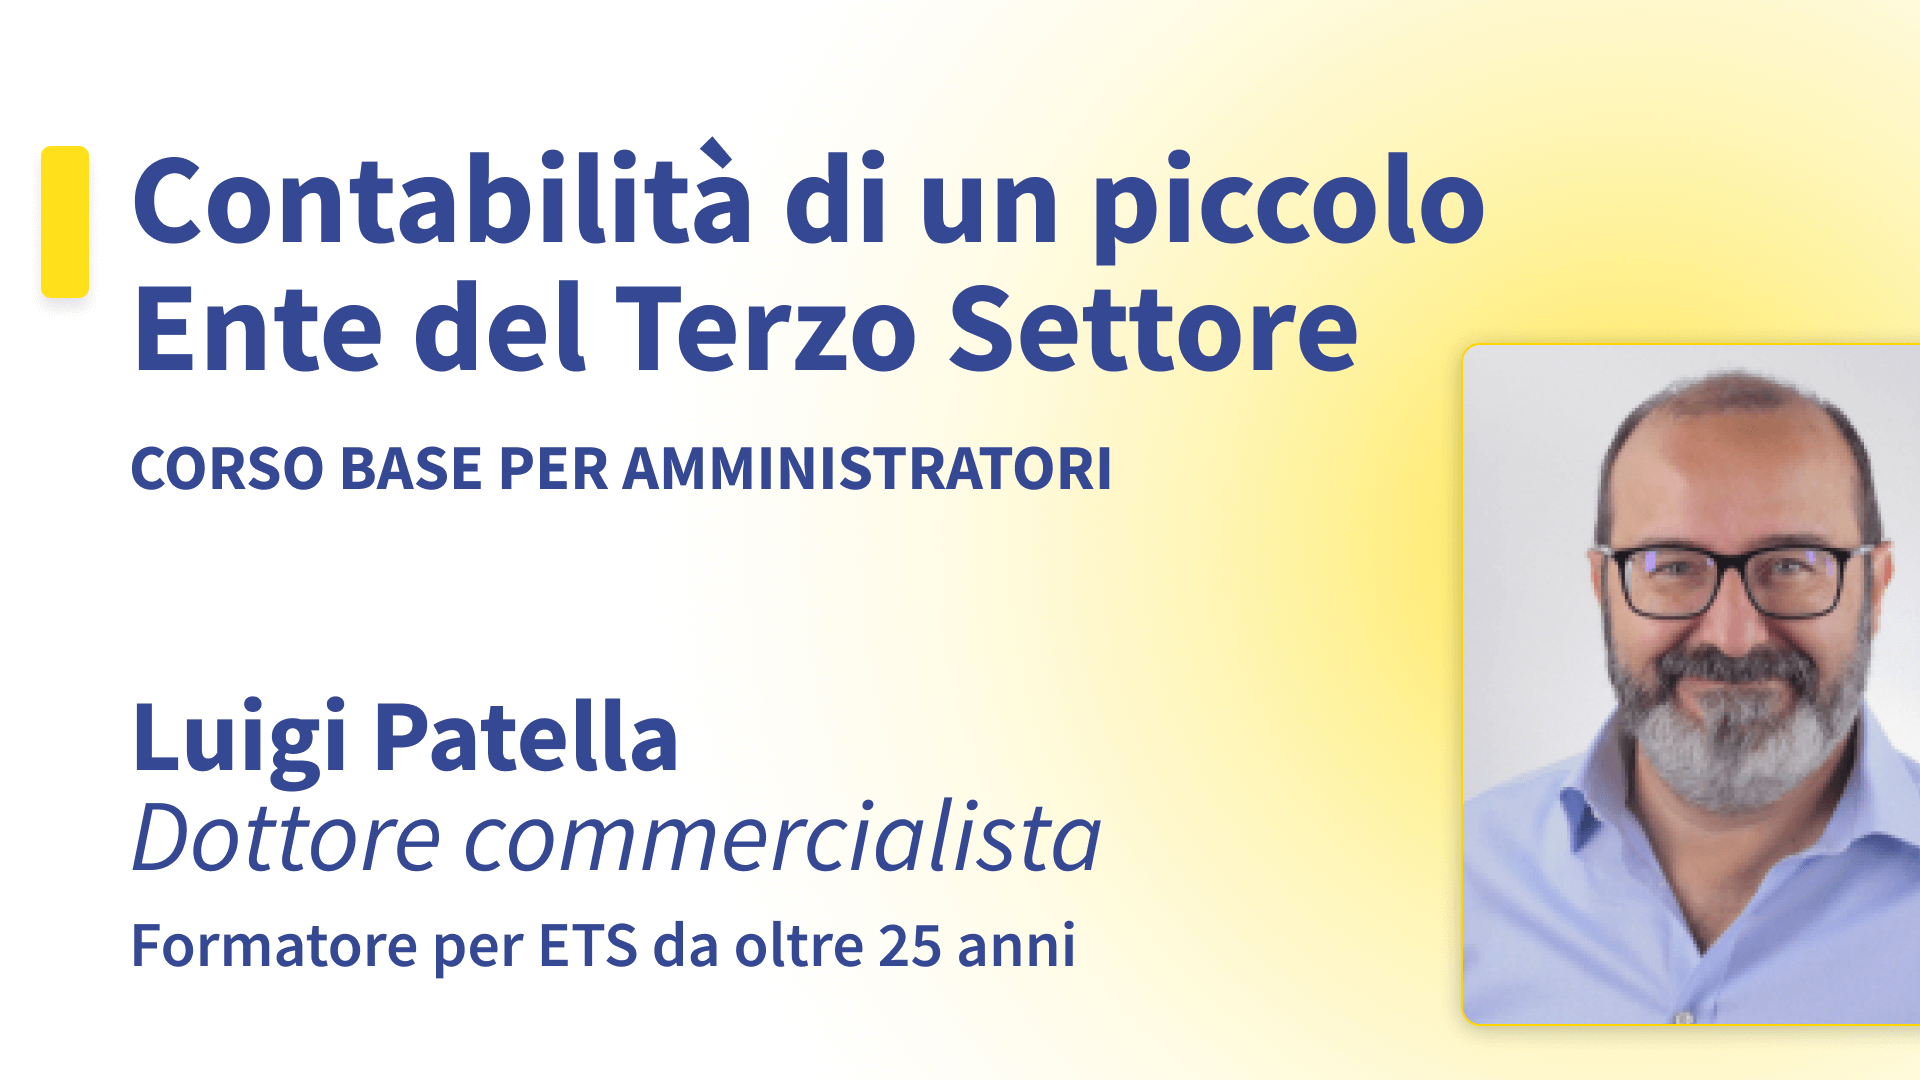 Contabilità di un piccolo
Ente del Terzo Settore
CORSO BASE PER AMMINISTRATORI
Luigi Patella
Dottore commercialista
Formatore per ETS da oltre 25 anni